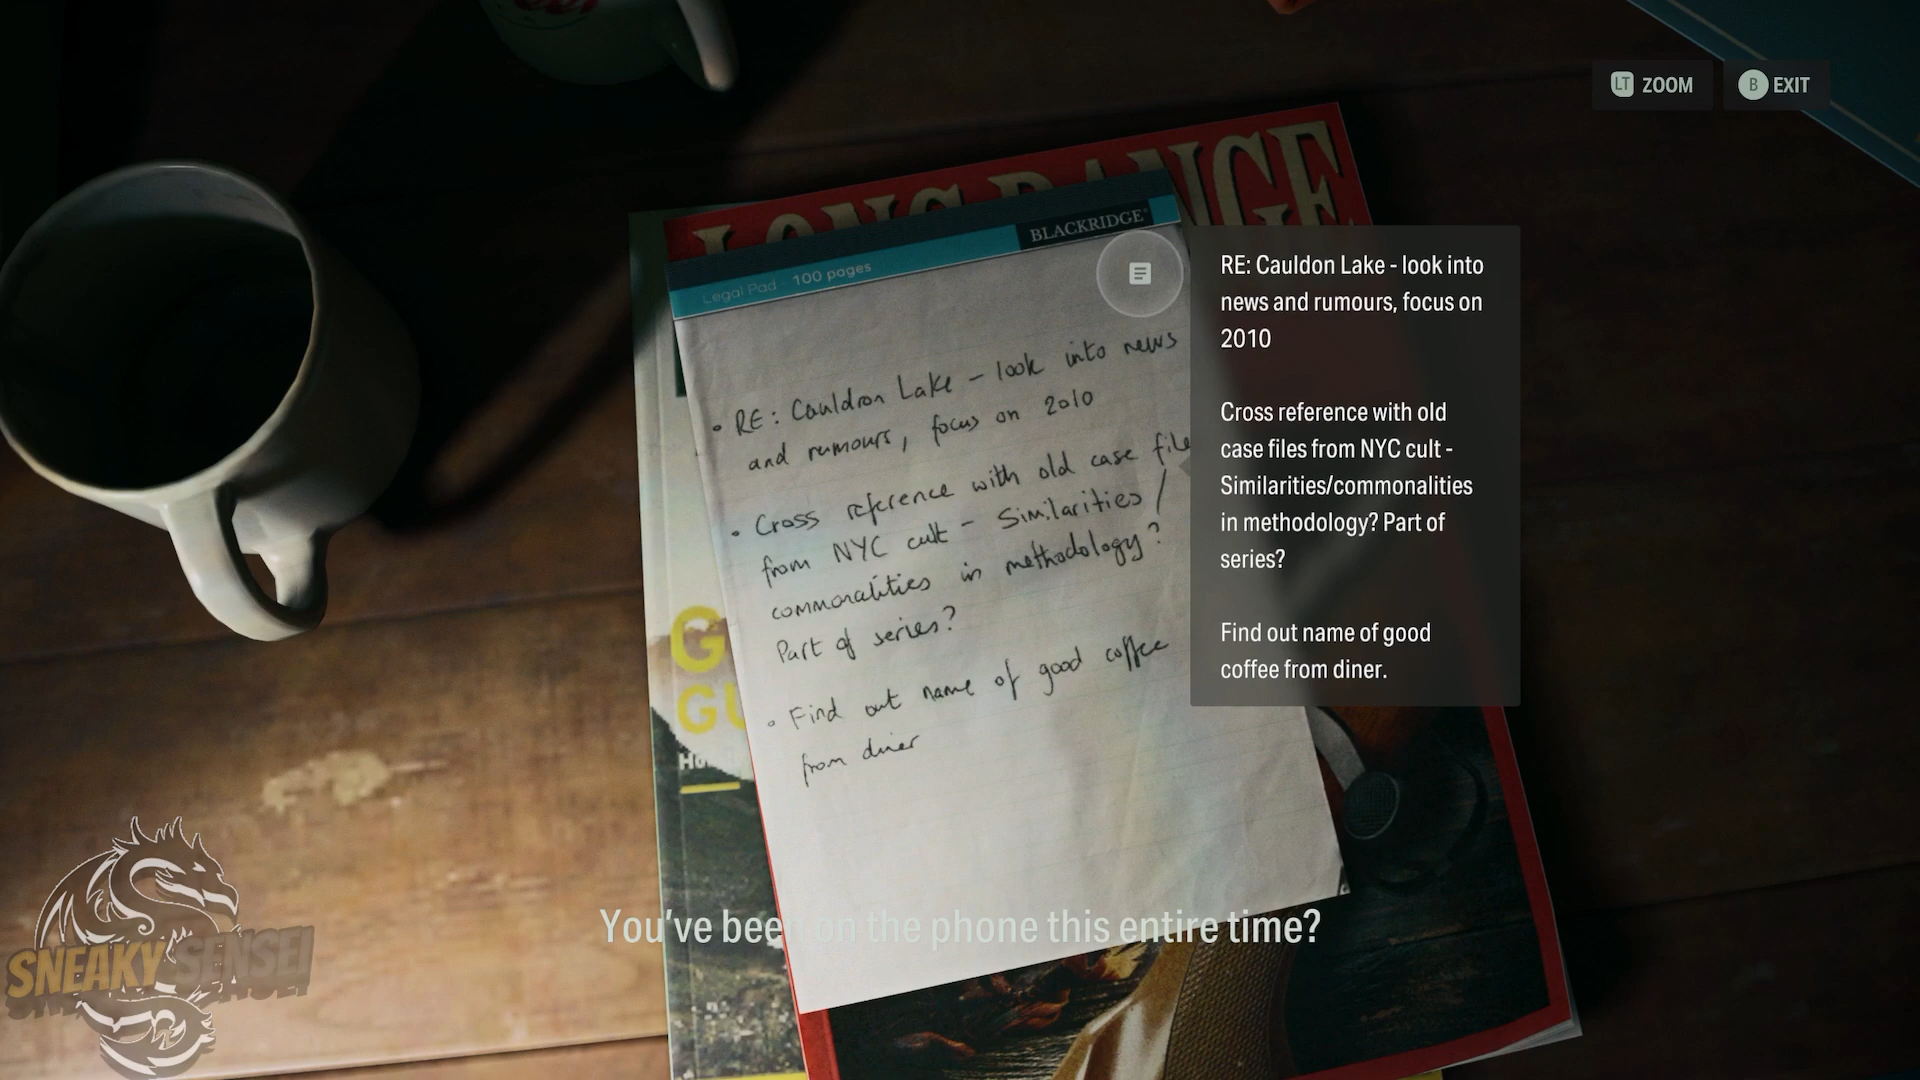 LT ZOOM
B EXIT
LONG RANGE
BLACKRIDGE
Legal Pad - 100 pages
• RE: Cauldron Lake – look into news
and rumours, focus on 2010
• Cross reference with old case file
from NYC cult – Similarities /
commonalities in methodology?
Part of series?
• Find out name of good coffee
from diner
RE: Cauldon Lake - look into
news and rumours, focus on
2010
Cross reference with old
case files from NYC cult -
Similarities/commonalities
in methodology? Part of
series?
Find out name of good
coffee from diner.
You've been on the phone this entire time?
SNEAKY SENSEI